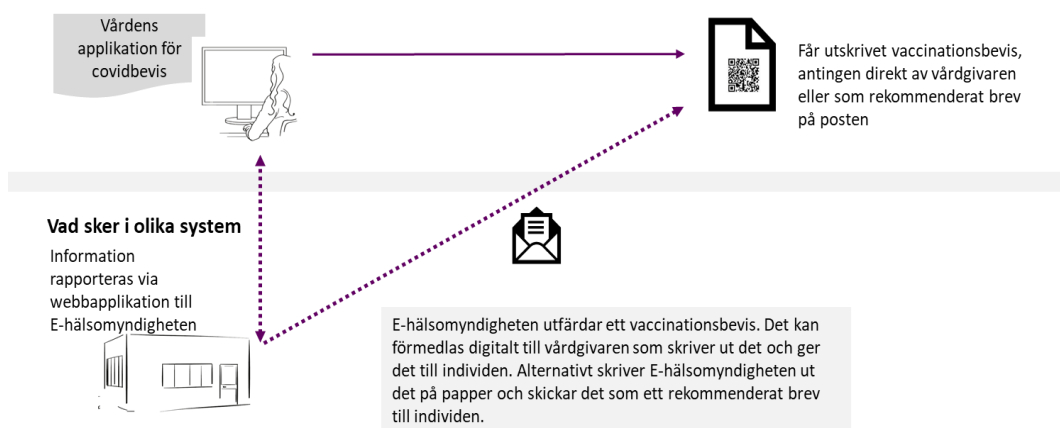 Vårdens
applikation för
covidbevis
Får utskrivet vaccinationsbevis,
antingen direkt av vårdgivaren
eller som rekommenderat brev
på posten
Vad sker i olika system
Information
rapporteras via
webbapplikation till
E-hälsomyndigheten
E-hälsomyndigheten utfärdar ett vaccinationsbevis. Det kan
förmedlas digitalt till vårdgivaren som skriver ut det och ger
det till individen. Alternativt skriver E-hälsomyndigheten ut
det på papper och skickar det som ett rekommenderat brev
till individen.